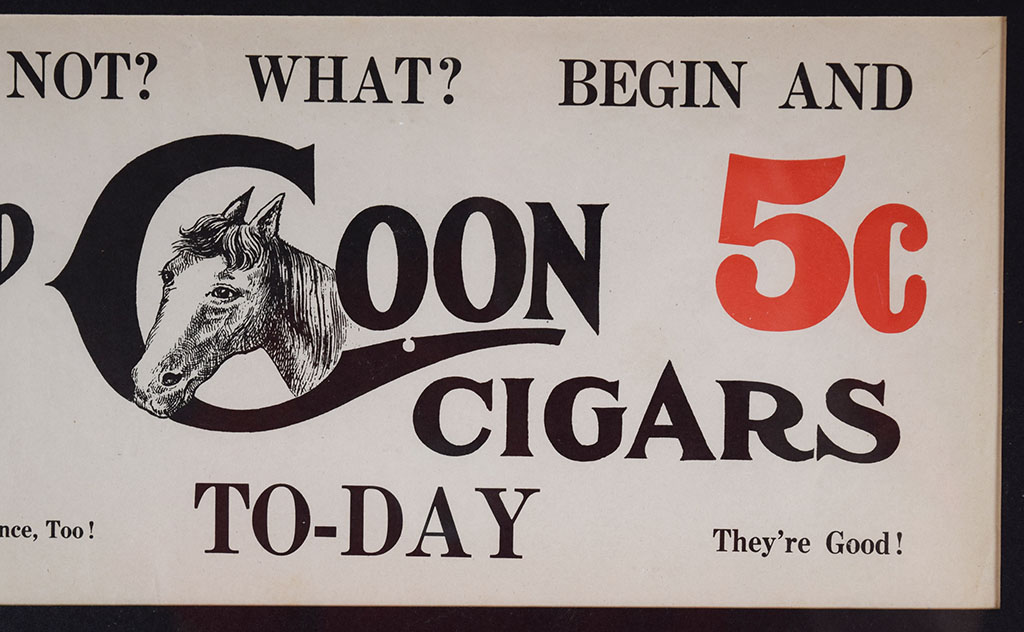 NOT? WHAT? BEGIN AND
COON 5c
CIGARS
TO-DAY
nce, Too! They're Good!